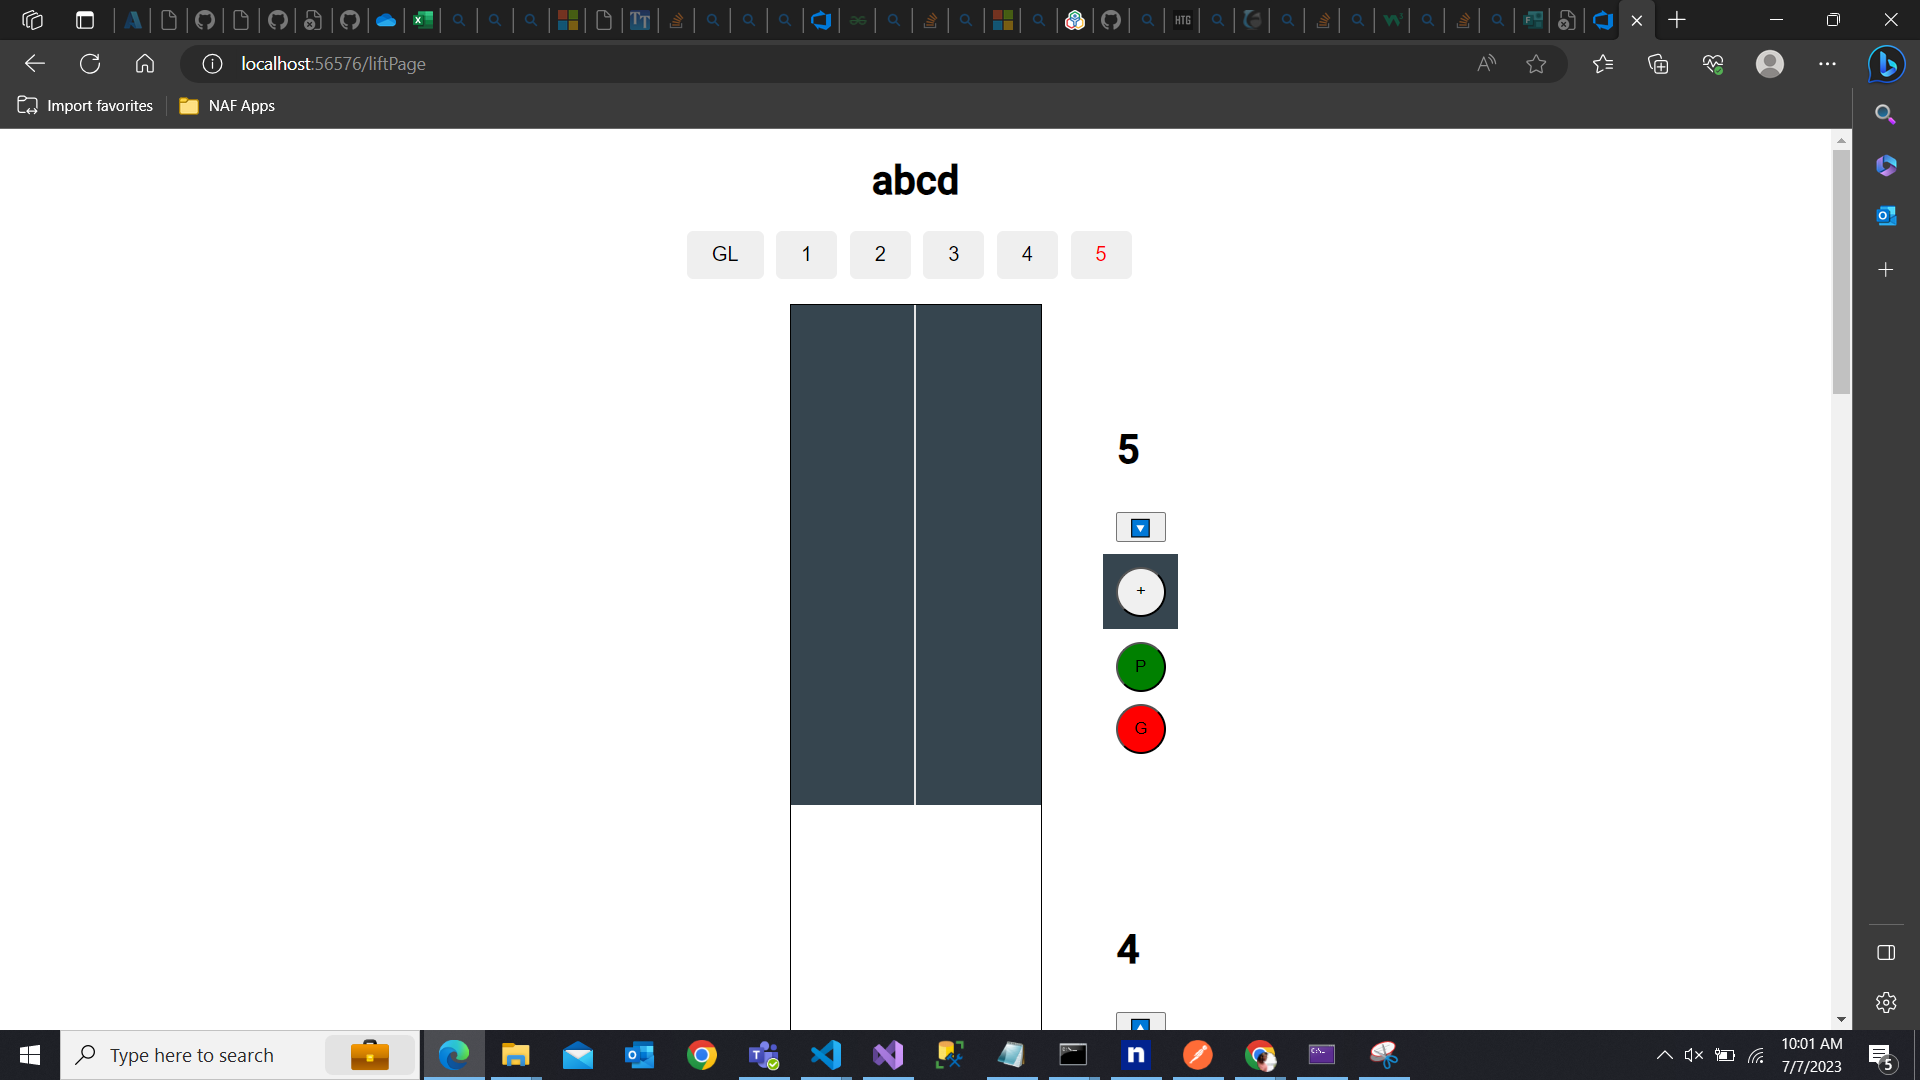 localhost:56576/liftPage
Import favorites
NAF Apps
abcd
GL 1 2 3 4 5
5
+
P
G
4
Type here to search
10:01 AM
7/7/2023
5